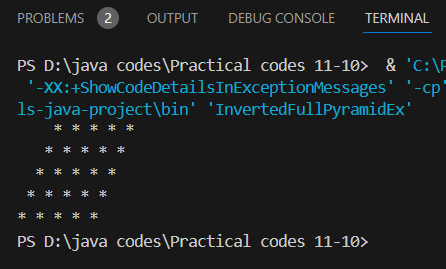 PROBLEMS 2 OUTPUT DEBUG CONSOLE TERMINAL
PS D:\java codes\Practical codes 11-10> & 'C:\P
 '-XX:+ShowCodeDetailsInExceptionMessages' '-cp'
ls-java-project\bin' 'InvertedFullPyramidEx'
    * * * * *
   * * * * *
  * * * * *
 * * * * *
* * * * *
PS D:\java codes\Practical codes 11-10>